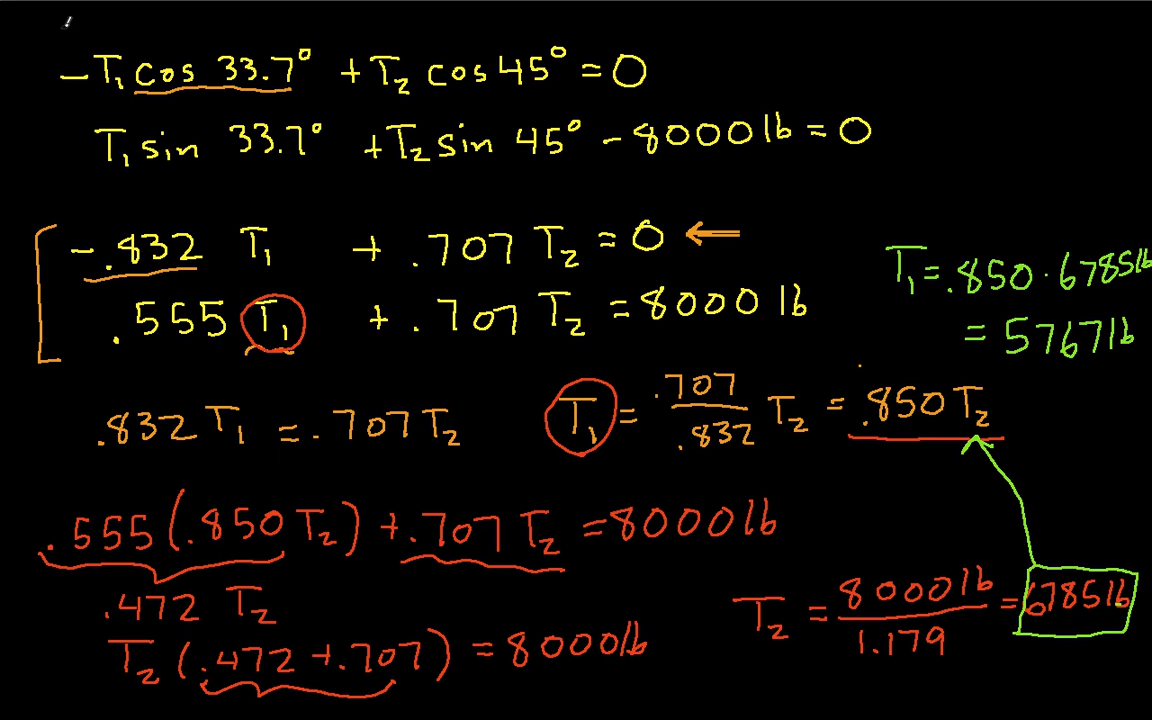 -T₁ cos 33.7° + T₂ cos 45° = 0
T₁ sin 33.7° + T₂ sin 45° - 8000 lb = 0
-.832 T₁ + .707 T₂ = 0
.555 T₁ + .707 T₂ = 8000 lb
T₁ = .850 · 6785 lb
= 5767 lb
.832 T₁ = .707 T₂
T₁ = .707/.832 T₂ = .850 T₂
.555 (.850 T₂) + .707 T₂ = 8000 lb
.472 T₂
T₂ (.472 + .707) = 8000 lb
T₂ = 8000 lb/1.179 = 6785 lb